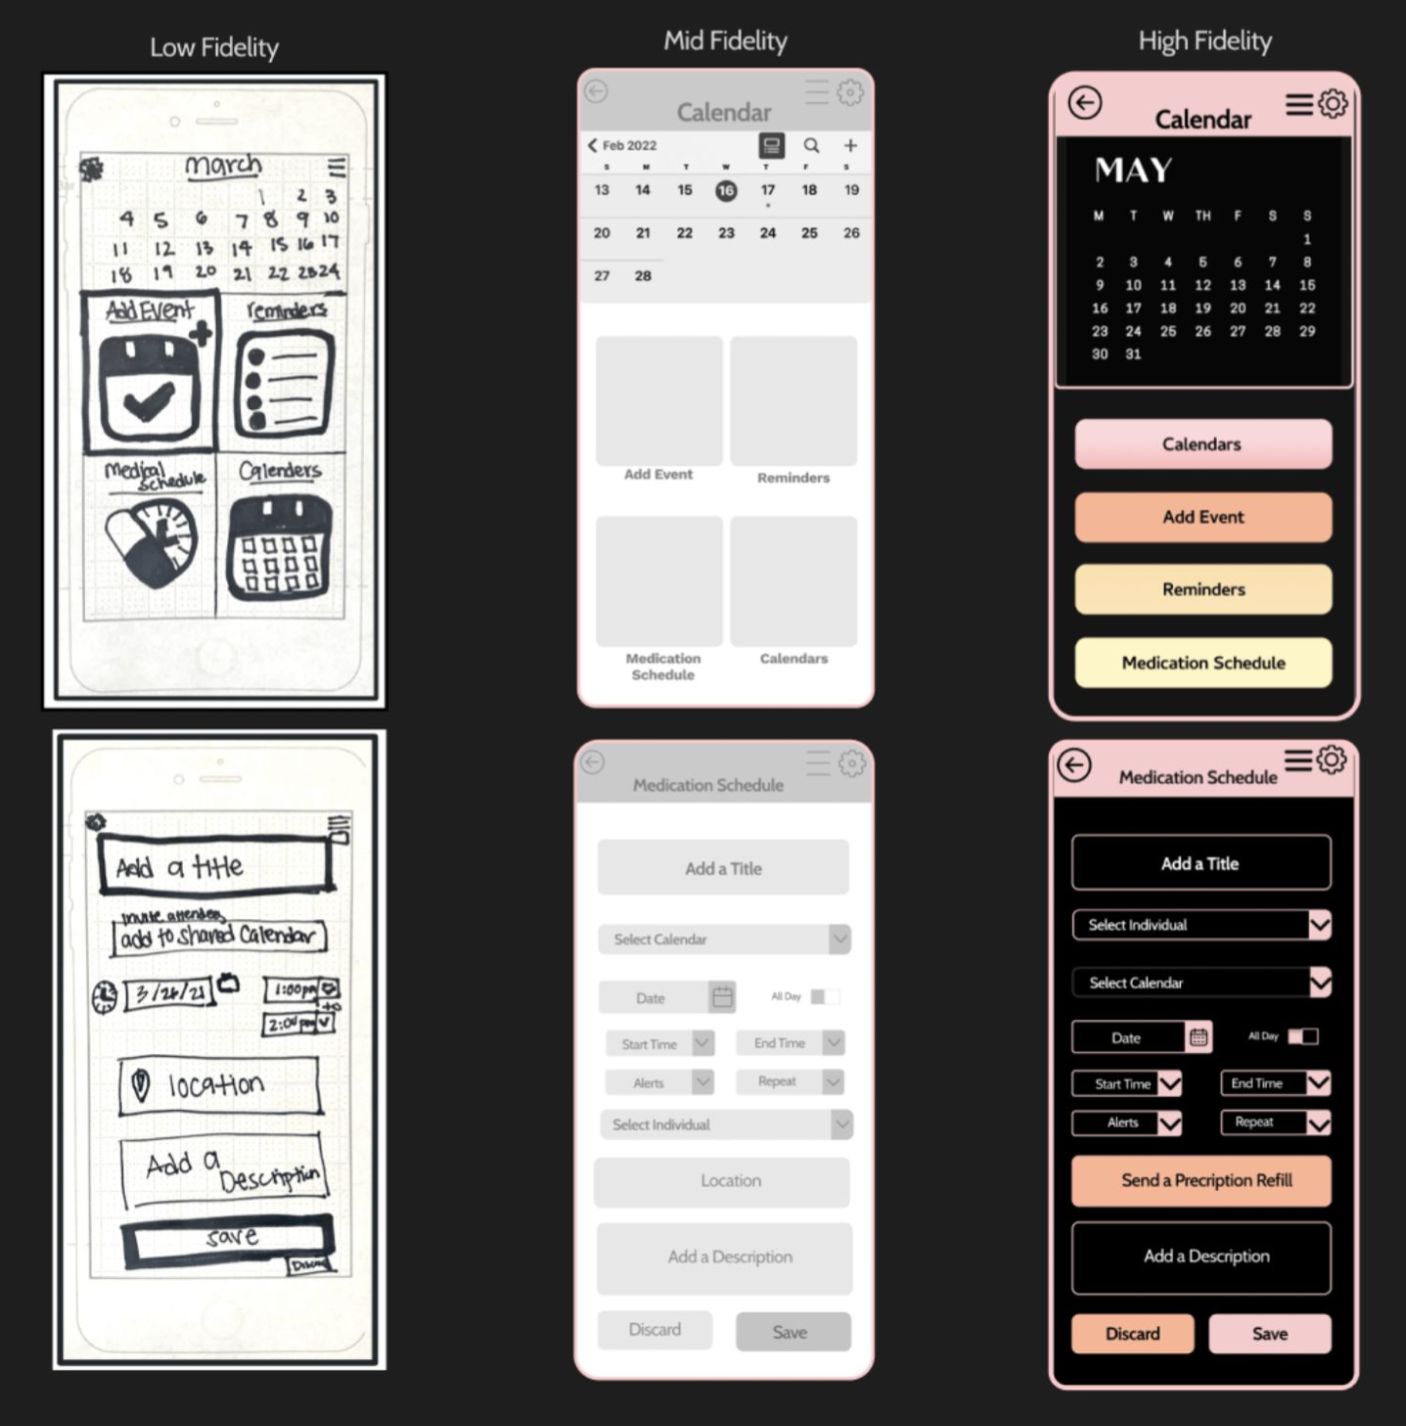 Low Fidelity
Mid Fidelity
High Fidelity
march
1 2 3
4 5 6 7 8 9 10
11 12 13 14 15 16 17
18 19 20 21 22 23 24
Add Event
reminders
Medical Schedule
Calenders
Calendar
Feb 2022
S M T W T F S
13 14 15 16 17 18 19
20 21 22 23 24 25 26
27 28
Add Event
Reminders
Medication
Schedule
Calendars
Calendar
MAY
M T W TH F S S
1
2 3 4 5 6 7 8
9 10 11 12 13 14 15
16 17 18 19 20 21 22
23 24 25 26 27 28 29
30 31
Calendars
Add Event
Reminders
Medication Schedule
Add a title
invite attendees
add to shared Calendar
3/26/21
1:00pm
to
2:00pm
location
Add a
Description
save
Discard
Medication Schedule
Add a Title
Select Calendar
Date
All Day
Start Time
End Time
Alerts
Repeat
Select Individual
Location
Add a Description
Discard
Save
Medication Schedule
Add a Title
Select Individual
Select Calendar
Date
All Day
Start Time
End Time
Alerts
Repeat
Send a Precription Refill
Add a Description
Discard
Save